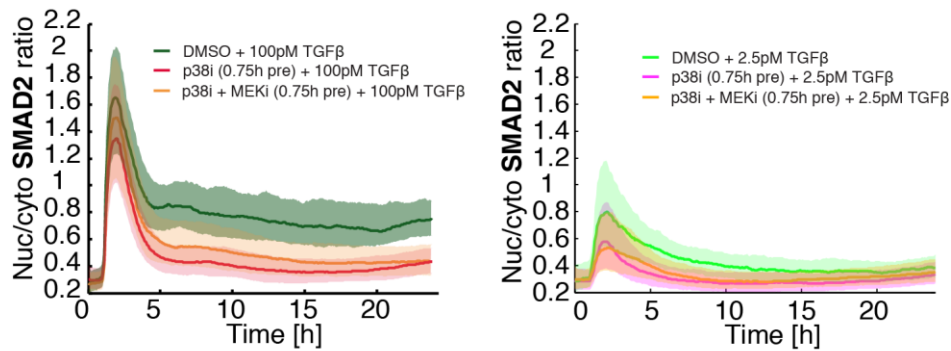 Nuc/cyto SMAD2 ratio
2.2
2
1.8
1.6
1.4
1.2
1
0.8
0.6
0.4
0.2
DMSO + 100pM TGFβ
p38i (0.75h pre) + 100pM TGFβ
p38i + MEKi (0.75h pre) + 100pM TGFβ
0 5 10 15 20
Time [h]
Nuc/cyto SMAD2 ratio
2.2
2
1.8
1.6
1.4
1.2
1
0.8
0.6
0.4
0.2
DMSO + 2.5pM TGFβ
p38i (0.75h pre) + 2.5pM TGFβ
p38i + MEKi (0.75h pre) + 2.5pM TGFβ
0 5 10 15 20
Time [h]